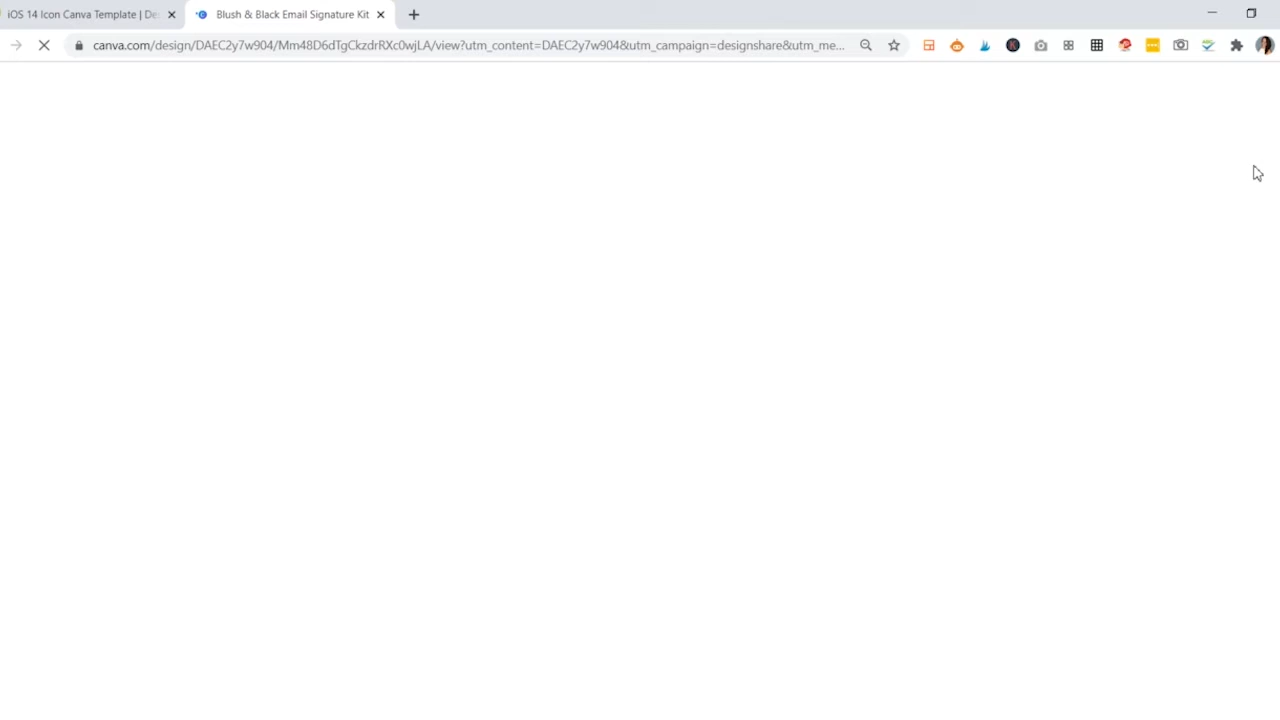 iOS 14 Icon Canva Template | De
Blush & Black Email Signature Kit
canva.com/design/DAEC2y7w904/Mm48D6dTgCkzdrRXc0wjLA/view?utm_content=DAEC2y7w904&utm_campaign=designshare&utm_me...